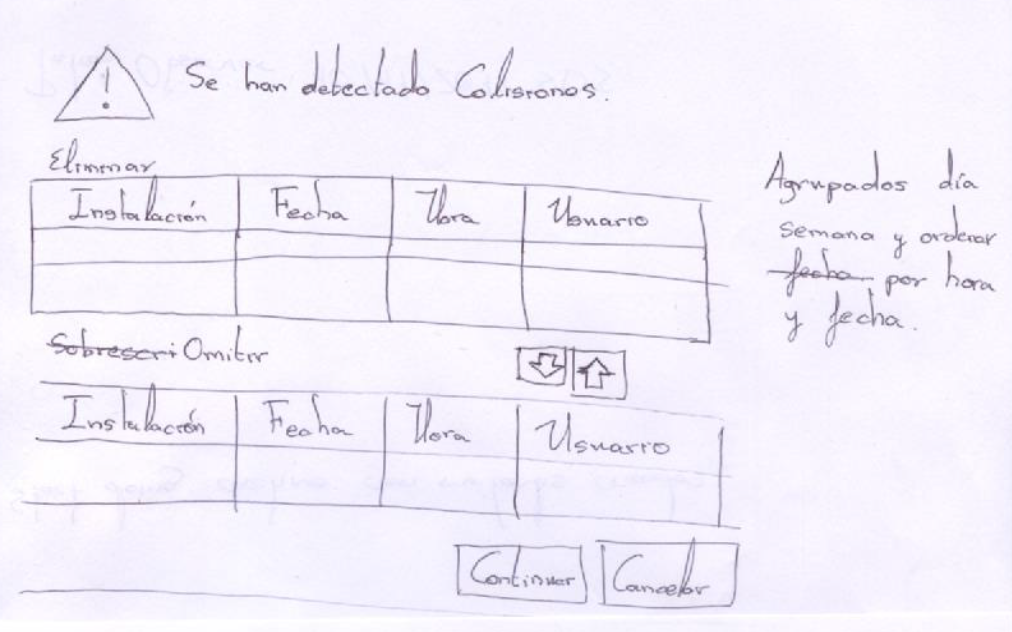 ! Se han detectado Colisiones.
Eliminar
Instalación Fecha Hora Usuario
Agrupados día
semana y ordenar
fecha por hora
y fecha.
Sobrescri Omitir
Instalación Fecha Hora Usuario
Continuar Cancelar